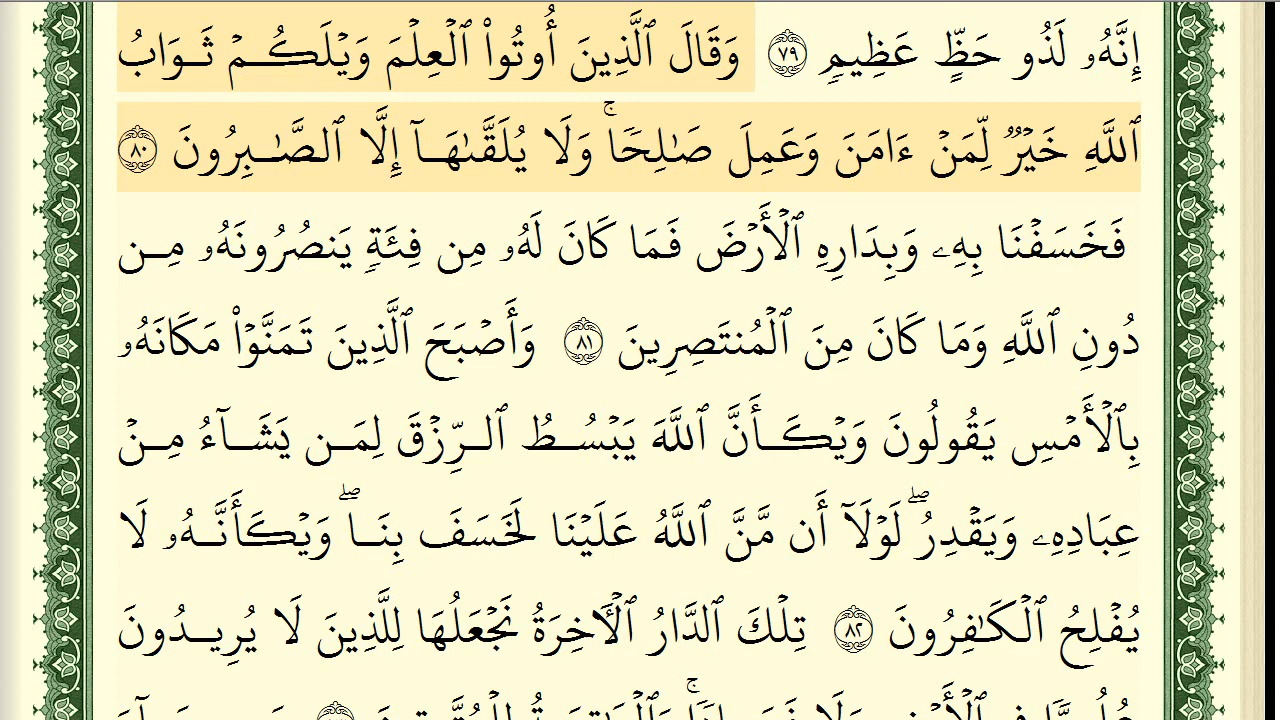 إِنَّهُۥ لَذُو حَظٍّ عَظِيمٖ ٧٩ وَقَالَ ٱلَّذِينَ أُوتُواْ ٱلۡعِلۡمَ وَيۡلَكُمۡ ثَوَابُ
ٱللَّهِ خَيۡرٞ لِّمَنۡ ءَامَنَ وَعَمِلَ صَٰلِحٗاۚ وَلَا يُلَقَّىٰهَآ إِلَّا ٱلصَّٰبِرُونَ ٨٠
فَخَسَفۡنَا بِهِۦ وَبِدَارِهِ ٱلۡأَرۡضَ فَمَا كَانَ لَهُۥ مِن فِئَةٖ يَنصُرُونَهُۥ مِن
دُونِ ٱللَّهِ وَمَا كَانَ مِنَ ٱلۡمُنتَصِرِينَ ٨١ وَأَصۡبَحَ ٱلَّذِينَ تَمَنَّوۡاْ مَكَانَهُۥ
بِٱلۡأَمۡسِ يَقُولُونَ وَيۡكَأَنَّ ٱللَّهَ يَبۡسُطُ ٱلرِّزۡقَ لِمَن يَشَآءُ مِنۡ
عِبَادِهِۦ وَيَقۡدِرُۖ لَوۡلَآ أَن مَّنَّ ٱللَّهُ عَلَيۡنَا لَخَسَفَ بِنَاۖ وَيۡكَأَنَّهُۥ لَا
يُفۡلِحُ ٱلۡكَٰفِرُونَ ٨٢ تِلۡكَ ٱلدَّارُ ٱلۡأٓخِرَةُ نَجۡعَلُهَا لِلَّذِينَ لَا يُرِيدُونَ